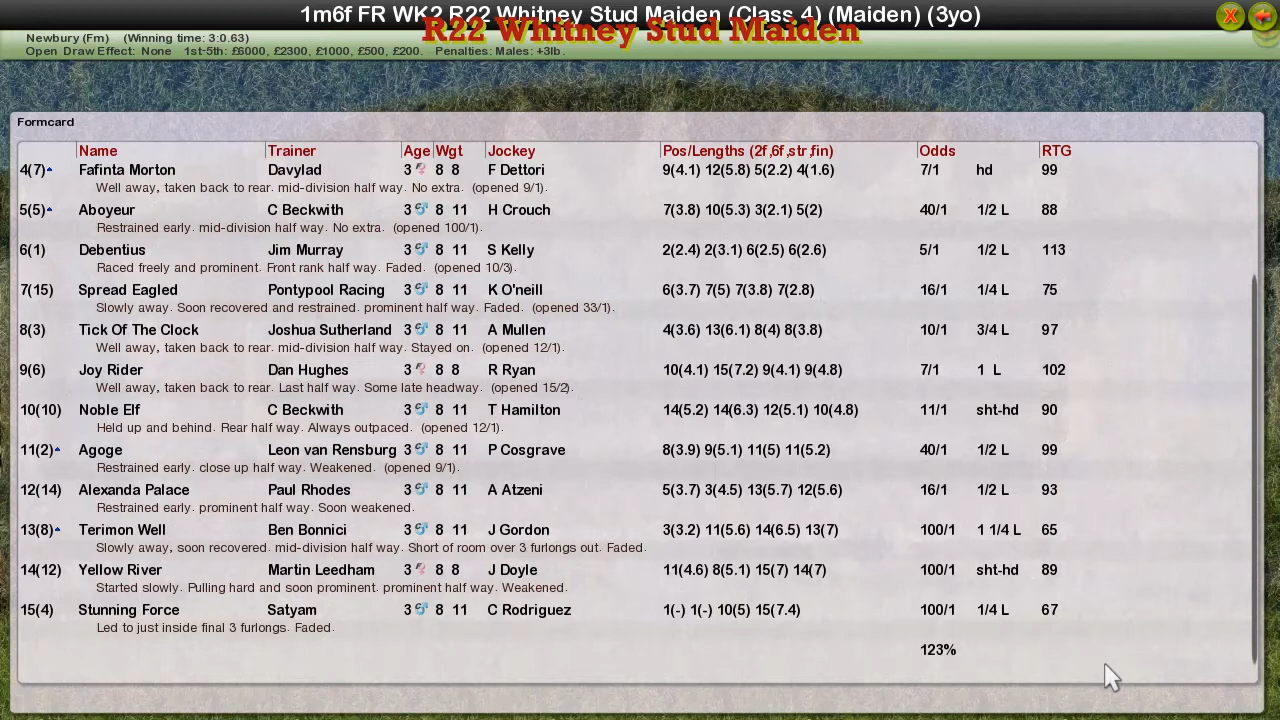 1m6f FR WK2 R22 Whitney Stud Maiden (Class 4) (Maiden) (3yo)
R22 Whitney Stud Maiden
Newbury (Fm) (Winning time: 3:0.63)
Open Draw Effect: None 1st-5th: £6000, £2300, £1000, £500, £200. Penalties: Males: +3lb.
Formcard
Name Trainer Age Wgt Jockey Pos/Lengths (2f,6f,str,fin) Odds RTG
4(7) Fafinta Morton Davylad 3 8 8 F Dettori 9(4.1) 12(5.8) 5(2.2) 4(1.6) 7/1 hd 99
Well away, taken back to rear. mid-division half way. No extra. (opened 9/1).
5(5) Aboyeur C Beckwith 3 8 11 H Crouch 7(3.8) 10(5.3) 3(2.1) 5(2) 40/1 1/2 L 88
Restrained early. mid-division half way. No extra. (opened 100/1).
6(1) Debentius Jim Murray 3 8 11 S Kelly 2(2.4) 2(3.1) 6(2.5) 6(2.6) 5/1 1/2 L 113
Raced freely and prominent. Front rank half way. Faded. (opened 10/3).
7(15) Spread Eagled Pontypool Racing 3 8 11 K O'neill 6(3.7) 7(5) 7(3.8) 7(2.8) 16/1 1/4 L 75
Slowly away. Soon recovered and restrained. prominent half way. Faded. (opened 33/1).
8(3) Tick Of The Clock Joshua Sutherland 3 8 11 A Mullen 4(3.6) 13(6.1) 8(4) 8(3.8) 10/1 3/4 L 97
Well away, taken back to rear. mid-division half way. Stayed on. (opened 12/1).
9(6) Joy Rider Dan Hughes 3 8 8 R Ryan 10(4.1) 15(7.2) 9(4.1) 9(4.8) 7/1 1 L 102
Well away, taken back to rear. Last half way. Some late headway. (opened 15/2).
10(10) Noble Elf C Beckwith 3 8 11 T Hamilton 14(5.2) 14(6.3) 12(5.1) 10(4.8) 11/1 sht-hd 90
Held up and behind. Rear half way. Always outpaced. (opened 12/1).
11(2) Agoge Leon van Rensburg 3 8 11 P Cosgrave 8(3.9) 9(5.1) 11(5) 11(5.2) 40/1 1/2 L 99
Restrained early. close up half way. Weakened. (opened 9/1).
12(14) Alexanda Palace Paul Rhodes 3 8 11 A Atzeni 5(3.7) 3(4.5) 13(5.7) 12(5.6) 16/1 1/2 L 93
Restrained early. prominent half way. Soon weakened.
13(8) Terimon Well Ben Bonnici 3 8 11 J Gordon 3(3.2) 11(5.6) 14(6.5) 13(7) 100/1 1 1/4 L 65
Slowly away, soon recovered. mid-division half way. Short of room over 3 furlongs out. Faded.
14(12) Yellow River Martin Leedham 3 8 8 J Doyle 11(4.6) 8(5.1) 15(7) 14(7) 100/1 sht-hd 89
Started slowly. Pulling hard and soon prominent. prominent half way. Weakened.
15(4) Stunning Force Satyam 3 8 11 C Rodriguez 1(-) 1(-) 10(5) 15(7.4) 100/1 1/4 L 67
Led to just inside final 3 furlongs. Faded.
123%